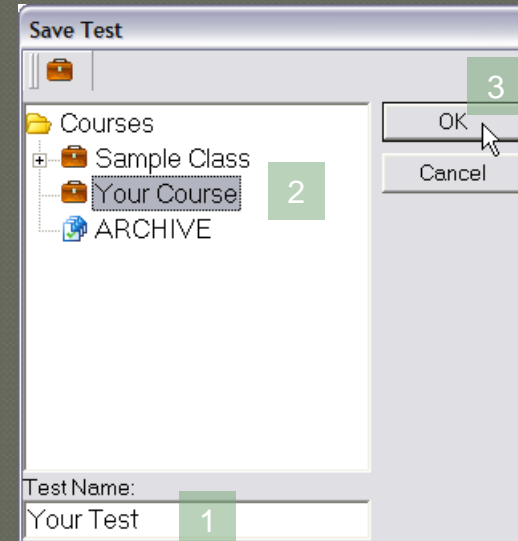 Save Test
3
Courses
OK
Sample Class
Cancel
Your Course
2
ARCHIVE
Test Name:
Your Test
1